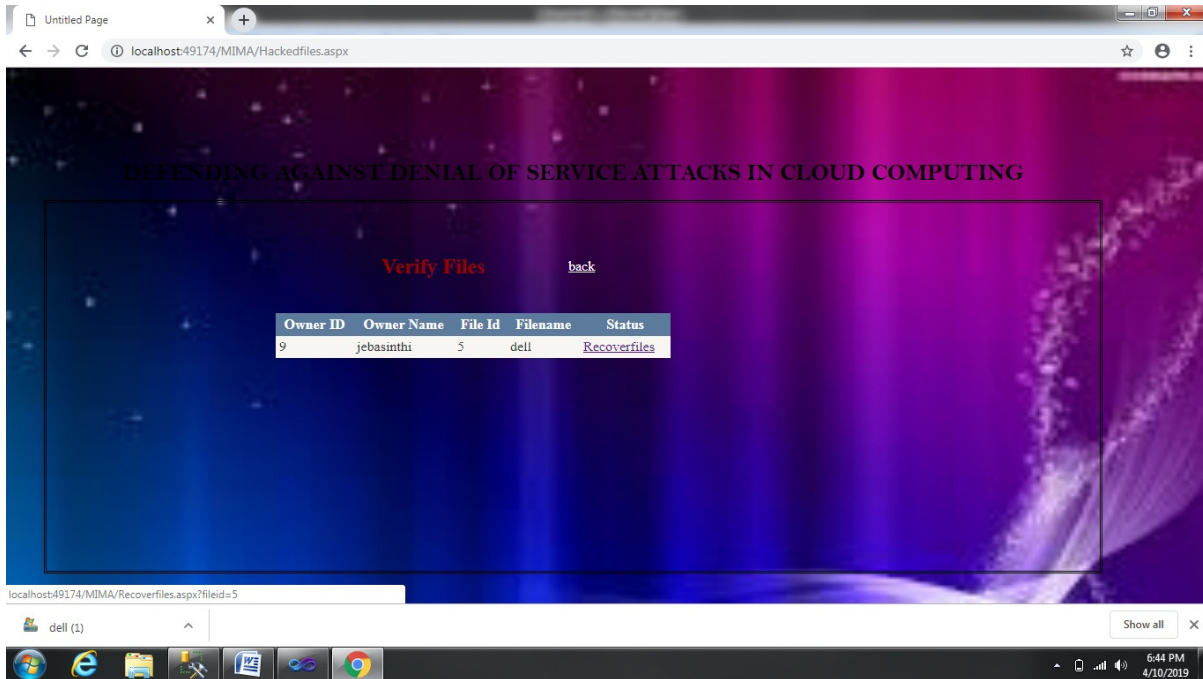 Untitled Page
localhost:49174/MIMA/Hackedfiles.aspx
DEFENDING AGAINST DENIAL OF SERVICE ATTACKS IN CLOUD COMPUTING
Verify Files back
Owner ID Owner Name File Id Filename Status
9 jebasinthi 5 dell Recoverfiles
localhost:49174/MIMA/Recoverfiles.aspx?fileid=5
dell (1) Show all
6:44 PM
4/10/2019